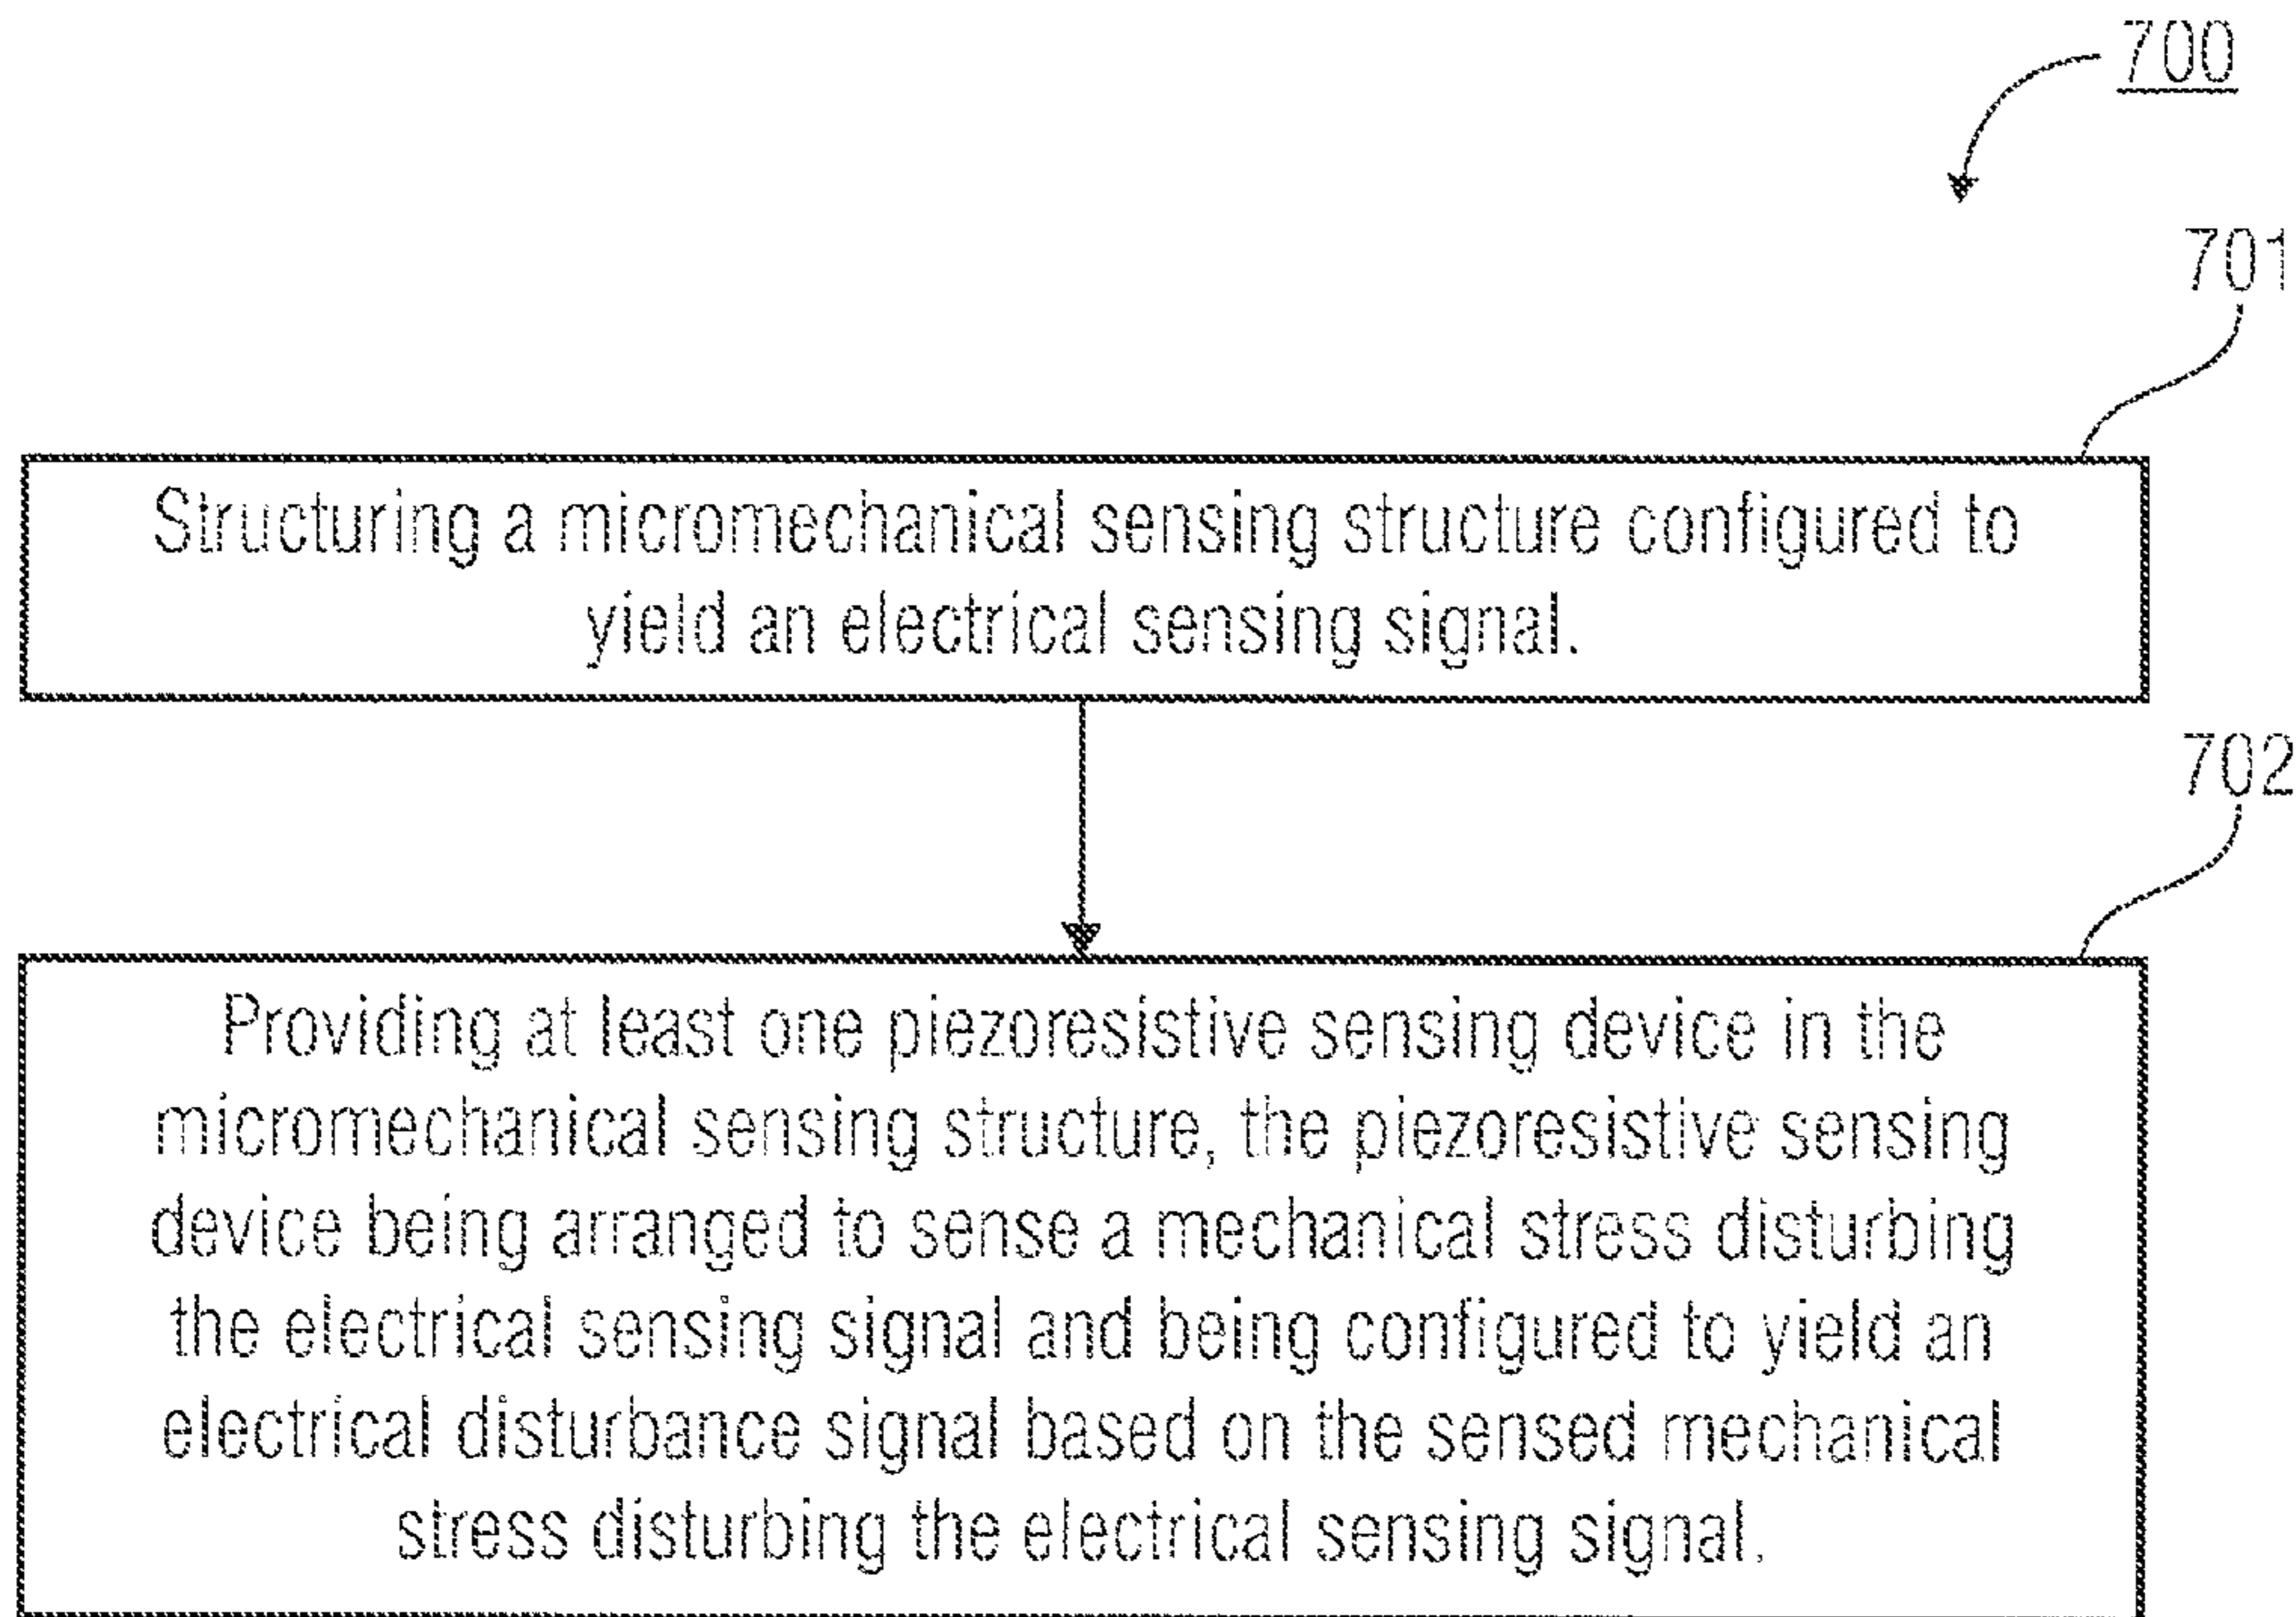 700
701
Structuring a micromechanical sensing structure configured to
yield an electrical sensing signal.
702
Providing at least one piezoresistive sensing device in the
micromechanical sensing structure, the piezoresistive sensing
device being arranged to sense a mechanical stress disturbing
the electrical sensing signal and being configured to yield an
electrical disturbance signal based on the sensed mechanical
stress disturbing the electrical sensing signal.